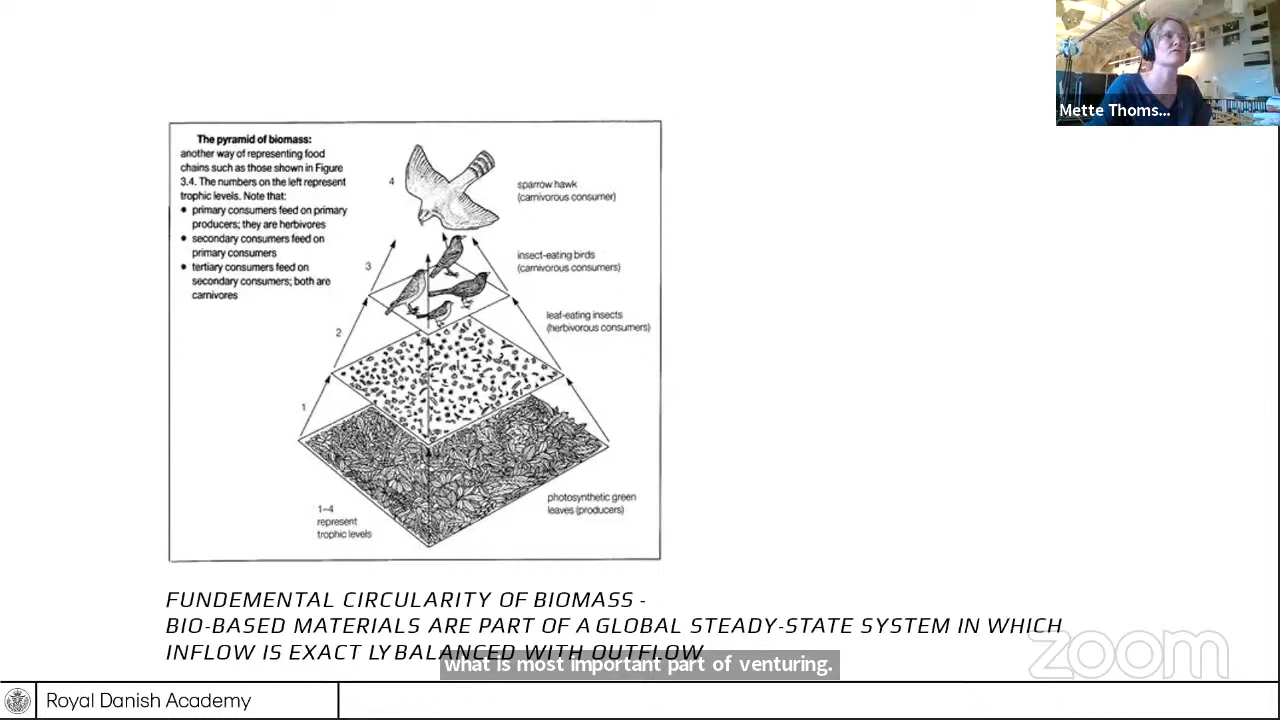 Mette Thoms...
The pyramid of biomass:
another way of representing food
chains such as those shown in Figure
3.4. The numbers on the left represent
trophic levels. Note that:
• primary consumers feed on primary
producers; they are herbivores
• secondary consumers feed on
primary consumers
• tertiary consumers feed on
secondary consumers; both are
carnivores
4
sparrow hawk
(carnivorous consumer)
3
insect-eating birds
(carnivorous consumers)
2
leaf-eating insects
(herbivorous consumers)
1
photosynthetic green
leaves (producers)
1–4
represent
trophic levels
FUNDEMENTAL CIRCULARITY OF BIOMASS -
BIO-BASED MATERIALS ARE PART OF A GLOBAL STEADY-STATE SYSTEM IN WHICH
INFLOW IS EXACT LY BALANCED WITH OUTFLOW
what is most important part of venturing.
zoom
Royal Danish Academy